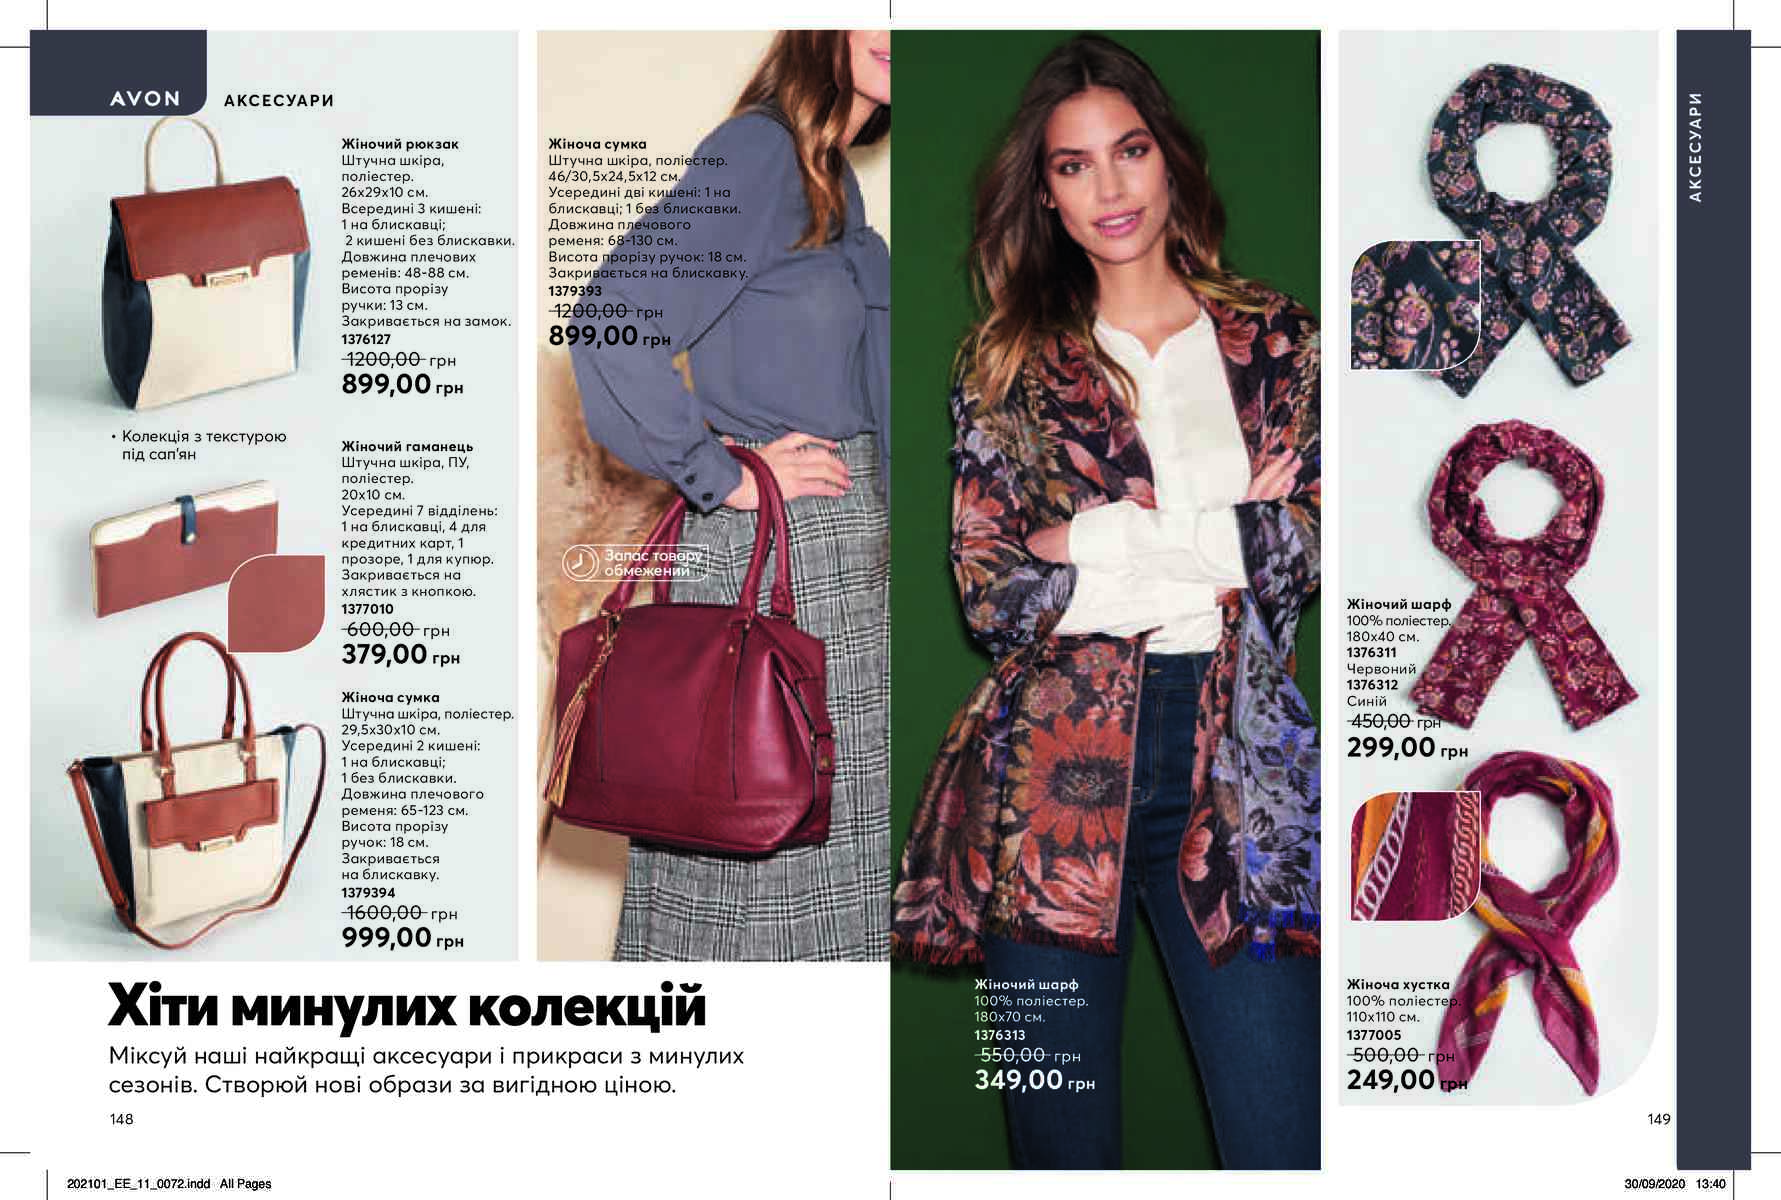 AVON
АКСЕСУАРИ
Жіночий рюкзак
Штучна шкіра,
поліестер.
26х29х10 см.
Всередині 3 кишені:
1 на блискавці;
2 кишені без блискавки.
Довжина плечових
ременів: 48-88 см.
Висота прорізу
ручки: 13 см.
Закривається на замок.
1376127
1200,00 грн
899,00 грн
• Колекція з текстурою
під сап'ян
Жіночий гаманець
Штучна шкіра, ПУ,
поліестер.
20х10 см.
Усередині 7 відділень:
1 на блискавці, 4 для
кредитних карт, 1
прозоре, 1 для купюр.
Закривається на
хлястик з кнопкою.
1377010
600,00 грн
379,00 грн
Жіноча сумка
Штучна шкіра, поліестер.
29,5х30х10 см.
Усередині 2 кишені:
1 на блискавці;
1 без блискавки.
Довжина плечового
ременя: 65-123 см.
Висота прорізу
ручок: 18 см.
Закривається
на блискавку.
1379394
1600,00 грн
999,00 грн
Жіноча сумка
Штучна шкіра, поліестер.
46/30,5х24,5х12 см.
Усередині дві кишені: 1 на
блискавці; 1 без блискавки.
Довжина плечового
ременя: 68-130 см.
Висота прорізу ручок: 18 см.
Закривається на блискавку.
1379393
1200,00 грн
899,00 грн
Запас товару
обмежений
Хіти минулих колекцій
Міксуй наші найкращі аксесуари і прикраси з минулих
сезонів. Створюй нові образи за вигідною ціною.
148
Жіночий шарф
100% поліестер.
180х70 см.
1376313
550,00 грн
349,00 грн
Жіночий шарф
100% поліестер.
180х40 см.
1376311
Червоний
1376312
Синій
450,00 грн
299,00 грн
Жіноча хустка
100% поліестер.
110х110 см.
1377005
500,00 грн
249,00 грн
АКСЕСУАРИ
149
202101_EE_11_0072.indd All Pages
30/09/2020 13:40